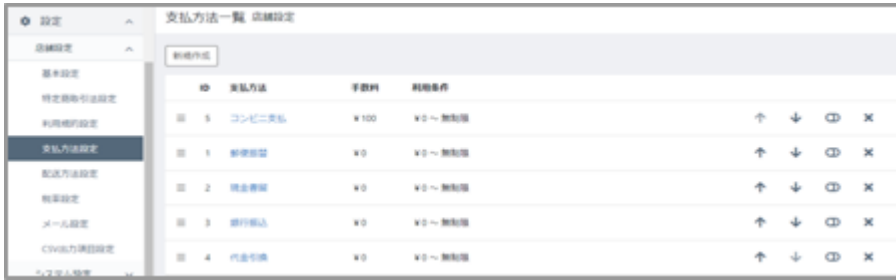 設定
支払方法一覧 店舗設定
店舗設定
新規作成
基本設定
特定商取引法設定
利用規約設定
支払方法設定
配送方法設定
税率設定
メール設定
CSV出力項目設定
システム設定
ID 支払方法 手数料 利用条件
5 コンビニ支払 ¥100 ¥0 ～ 無制限
1 郵便振替 ¥0 ¥0 ～ 無制限
2 現金書留 ¥0 ¥0 ～ 無制限
3 銀行振込 ¥0 ¥0 ～ 無制限
4 代金引換 ¥0 ¥0 ～ 無制限